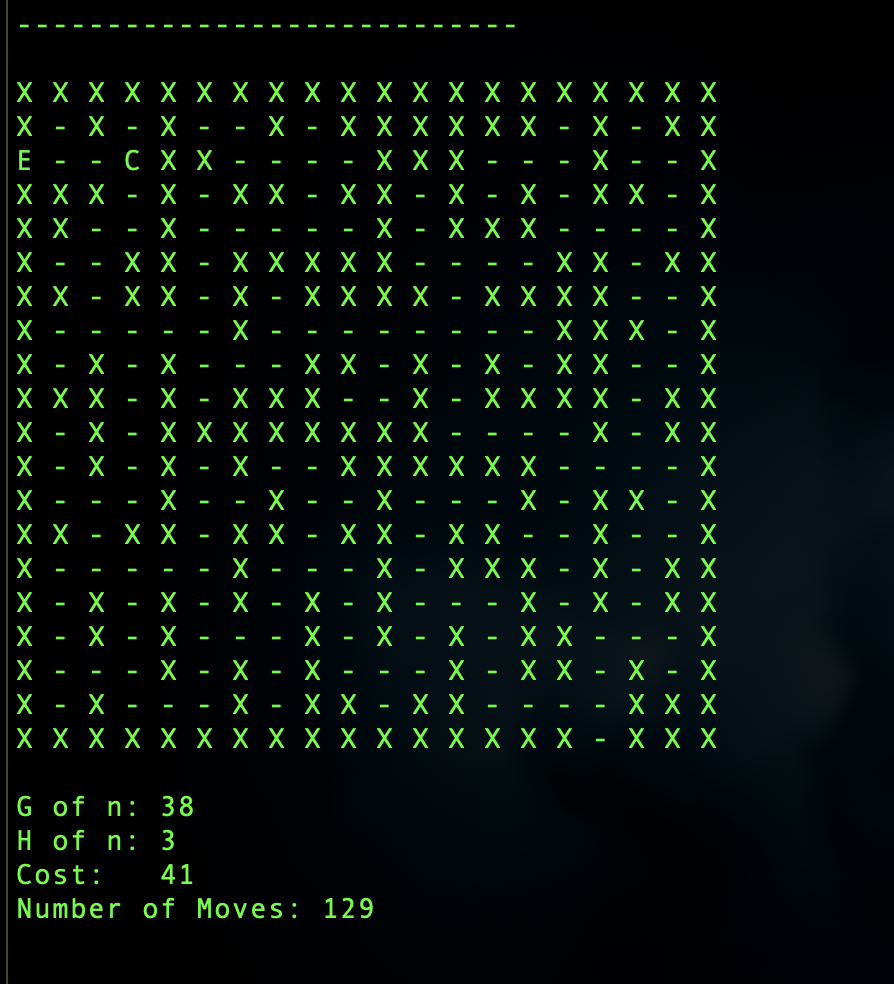 ----------------------------
X X X X X X X X X X X X X X X X X X X X
X - X - X - - X - X X X X X X - X - X X
E - - C X X - - - - X X X - - - X - - X
X X X - X - X X - X X - X - X - X X - X
X X - - X - - - - - X - X X X - - - - X
X - - X X - X X X X X - - - - X X - X X
X X - X X - X - X X X X - X X X X - - X
X - - - - - X - - - - - - - - X X X - X
X - X - X - - - X X - X - X - X X - - X
X X X - X - X X X - - X - X X X X - X X
X - X - X X X X X X X X - - - - X - X X
X - X - X - X - - X X X X X X - - - - X
X - - - X - - X - - X - - - X - X X - X
X X - X X - X X - X X - X X - - X - - X
X - - - - - X - - - X - X X X - X - X X
X - X - X - X - X - X - - - X - X - X X
X - X - X - - - X - X - X - X X - - - X
X - - - X - X - X - - - X - X X - X - X
X - X - - - X - X X - X X - - - - X X X
X X X X X X X X X X X X X X X X - X X X
G of n: 38
H of n: 3
Cost:   41
Number of Moves: 129